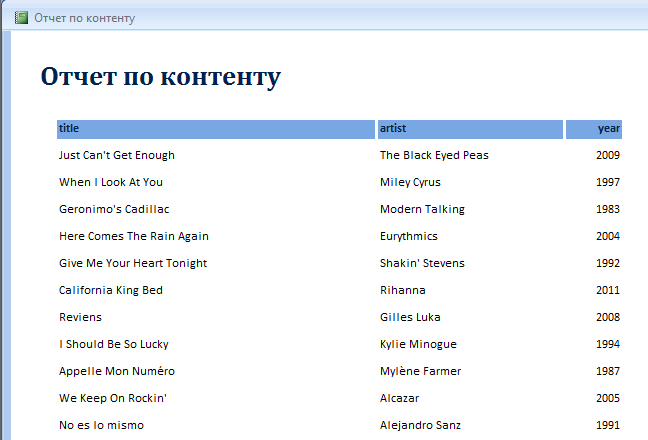 Отчет по контенту
Отчет по контенту
title artist year
Just Can't Get Enough The Black Eyed Peas 2009
When I Look At You Miley Cyrus 1997
Geronimo's Cadillac Modern Talking 1983
Here Comes The Rain Again Eurythmics 2004
Give Me Your Heart Tonight Shakin' Stevens 1992
California King Bed Rihanna 2011
Reviens Gilles Luka 2008
I Should Be So Lucky Kylie Minogue 1994
Appelle Mon Numéro Mylène Farmer 1987
We Keep On Rockin' Alcazar 2005
No es lo mismo Alejandro Sanz 1991